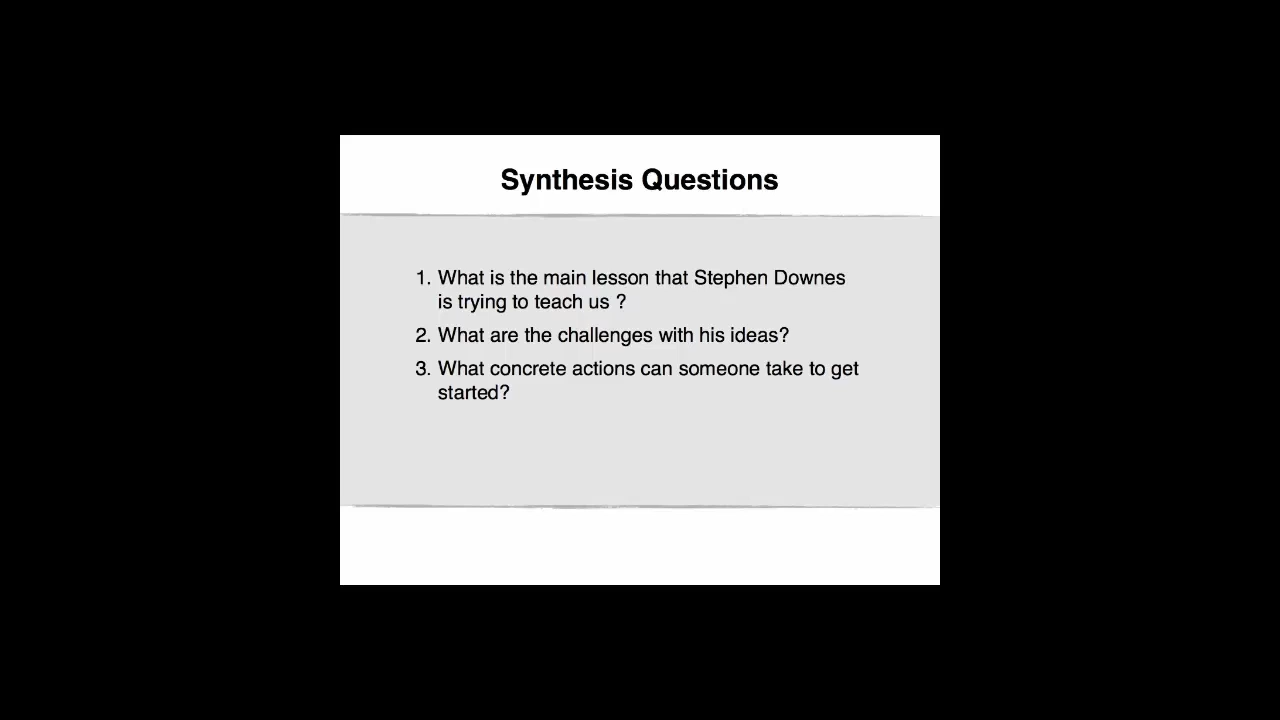 Synthesis Questions
1. What is the main lesson that Stephen Downes
is trying to teach us ?
2. What are the challenges with his ideas?
3. What concrete actions can someone take to get
started?